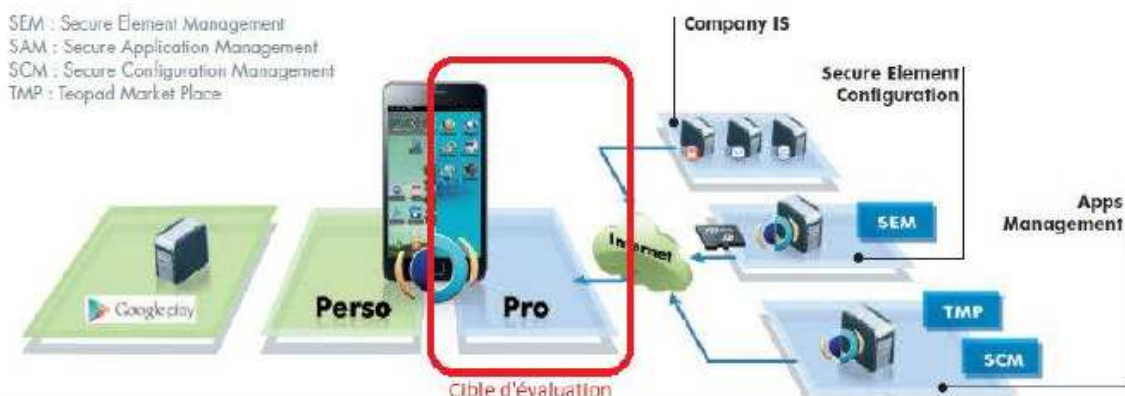 SEM : Secure Element Management
SAM : Secure Application Management
SCM : Secure Configuration Management
TMP : Teopad Market Place
Company IS
Secure Element
Configuration
Apps
Management
SEM
Internet
Google play
Perso
Pro
TMP
SCM
Cible d'évaluation